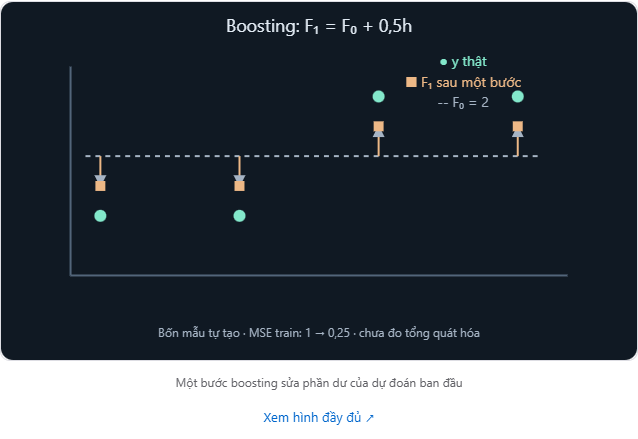 Boosting: F₁ = F₀ + 0,5h
● y thật
■ F₁ sau một bước
-- F₀ = 2
Bốn mẫu tự tạo · MSE train: 1 → 0,25 · chưa đo tổng quát hóa
Một bước boosting sửa phần dư của dự đoán ban đầu
Xem hình đầy đủ ↗